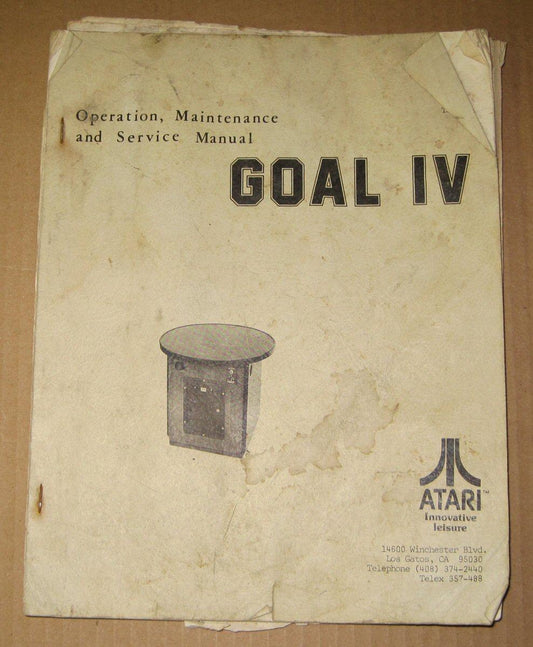 Operation, Maintenance
and Service Manual
GOAL IV
ATARI™
Innovative
leisure
14600 Winchester Blvd.
Los Gatos, CA 95030
Telephone (408) 374-2440
Telex 357-488